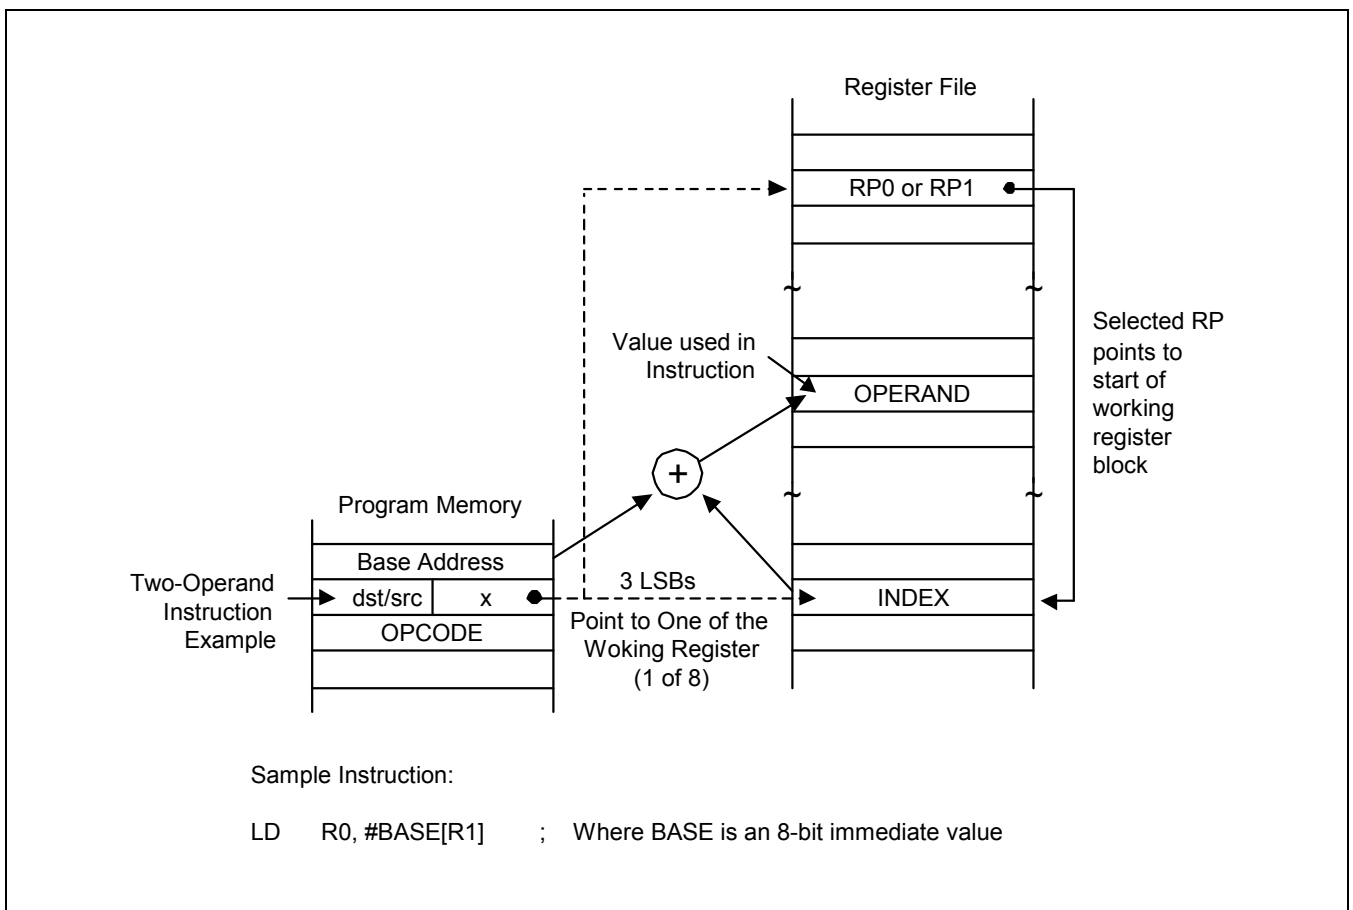 Register File
RP0 or RP1
Selected RP
points to
start of
working
register
block
Value used in
Instruction
OPERAND
+
Program Memory
Base Address
Two-Operand
Instruction
Example
dst/src
x
3 LSBs
INDEX
OPCODE
Point to One of the
Woking Register
(1 of 8)
Sample Instruction:
LD R0, #BASE[R1] ; Where BASE is an 8-bit immediate value